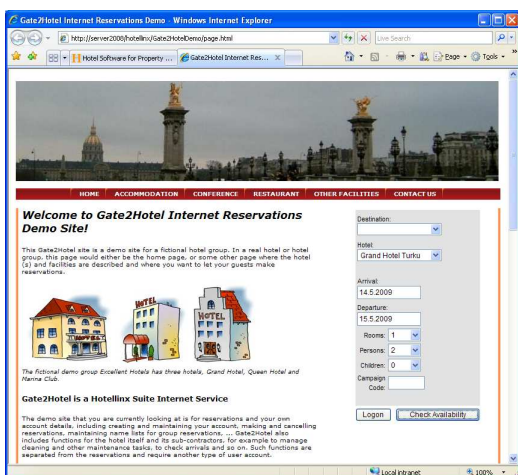 Gate2Hotel Internet Reservations Demo - Windows Internet Explorer
http://server2008/hotellinx/Gate2HotelDemo/page.html
Live Search
Hotel Software for Property ...
Gate2Hotel Internet Res...
Page
Tools
HOME ACCOMMODATION CONFERENCE RESTAURANT OTHER FACILITIES CONTACT US
Welcome to Gate2Hotel Internet Reservations
Demo Site!
This Gate2Hotel site is a demo site for a fictional hotel group. In a real hotel or hotel
group, this page would either be the home page, or some other page where the hotel
(s) and facilities are described and where you want to let your guests make
reservations.
HOTEL
HOTEL
HOTEL
The fictional demo group Excellent Hotels has three hotels, Grand Hotel, Queen Hotel and
Marina Club.
Gate2Hotel is a Hotellinx Suite Internet Service
The demo site that you are currently looking at is for reservations and your own
account details, including creating and maintaining your account, making and cancelling
reservations, maintaining name lists for group reservations, ... Gate2Hotel also
includes functions for the hotel itself and its sub-contractors, for example to manage
cleaning and other maintenance tasks, to check arrivals and so on. Such functions are
separated from the reservations and require another type of user account.
Destination:
Hotel:
Grand Hotel Turku
Arrival:
14.5.2009
Departure:
15.5.2009
Rooms: 1
Persons: 2
Children: 0
Campaign
Code:
Logon Check Availability
Local intranet
100%